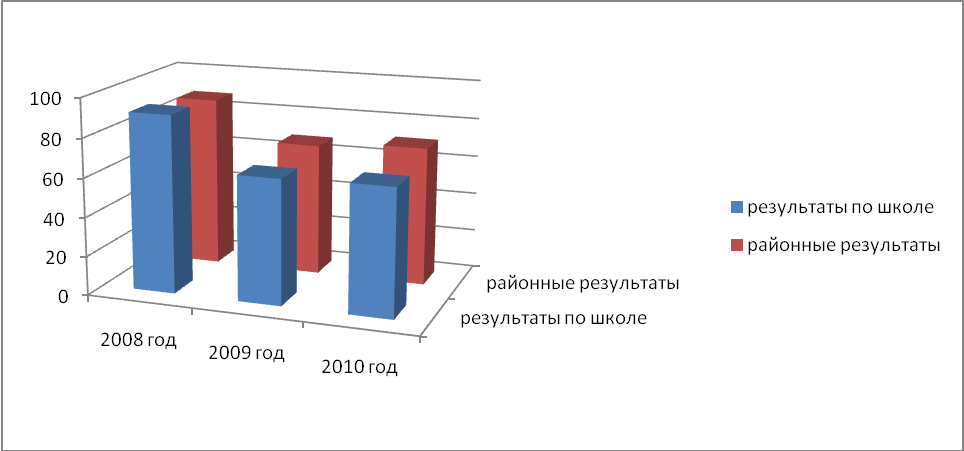 100
80
60
40
20
0
2008 год
2009 год
2010 год
районные результаты
результаты по школе
результаты по школе
районные результаты